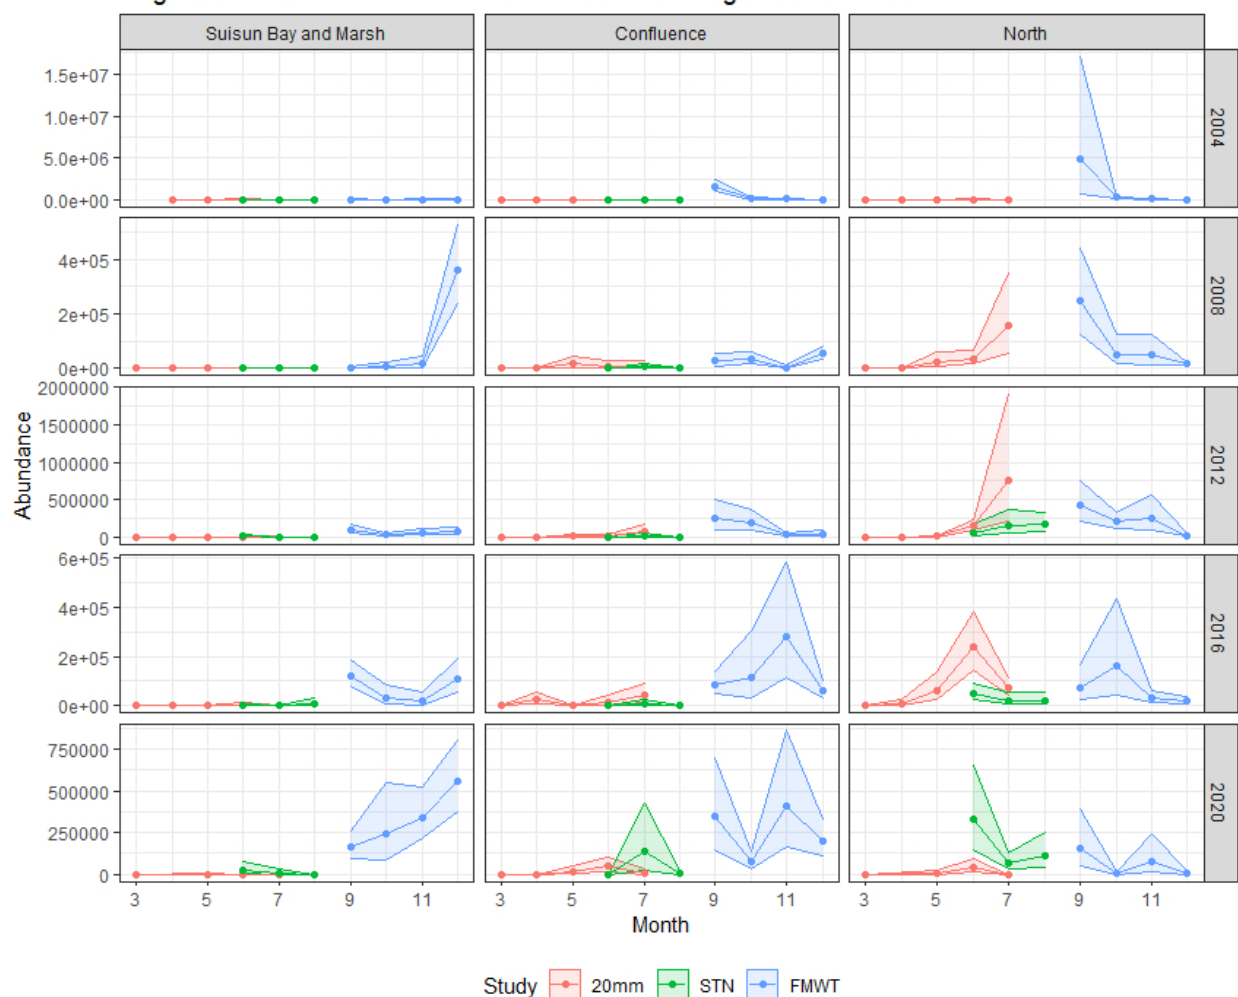 Suisun Bay and Marsh Confluence North
1.5e+07
1.0e+07
5.0e+06
0.0e+00
2004
4e+05
2e+05
0e+00
2008
2000000
1500000
1000000
500000
0
2012
6e+05
4e+05
2e+05
0e+00
2016
750000
500000
250000
0
2020
Abundance
3 5 7 9 11 3 5 7 9 11 3 5 7 9 11
Month
Study 20mm STN FMWT